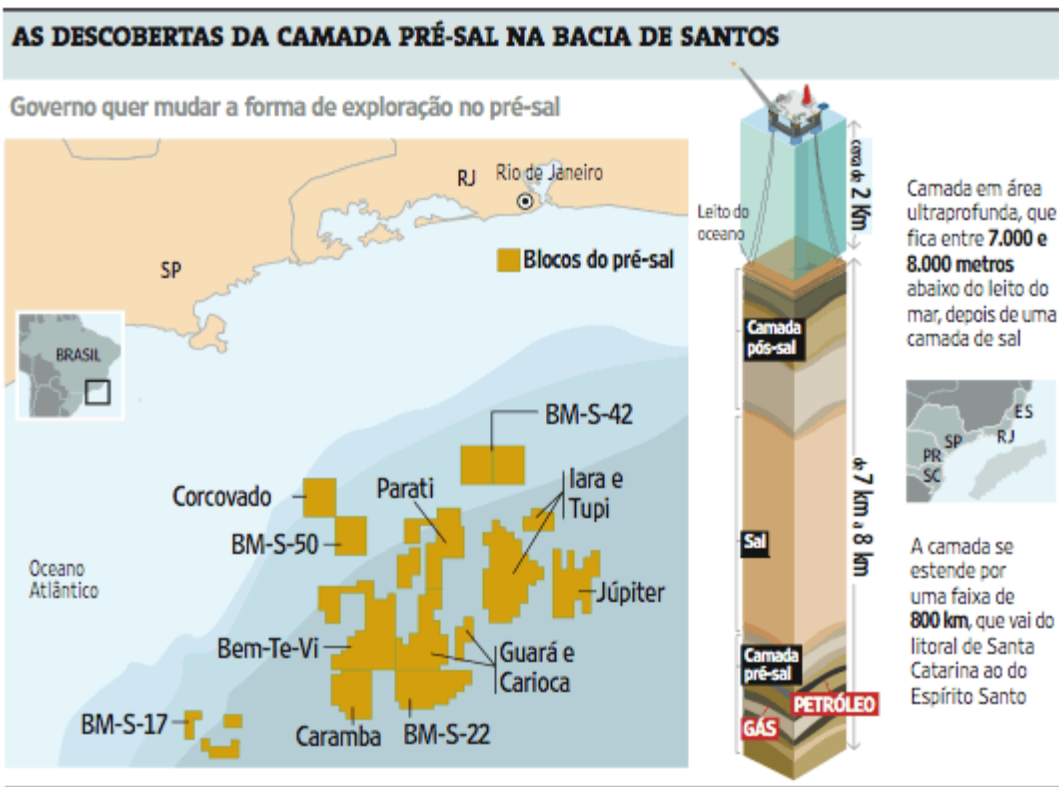 AS DESCOBERTAS DA CAMADA PRÉ-SAL NA BACIA DE SANTOS
Governo quer mudar a forma de exploração no pré-sal
RJ
Rio de Janeiro
SP
Blocos do pré-sal
BRASIL
BM-S-42
Corcovado
Parati
Iara e
Tupi
BM-S-50
Oceano
Atlântico
Júpiter
Bem-Te-Vi
Guará e
Carioca
BM-S-17
Caramba
BM-S-22
Leito do
oceano
cerca de 2 Km
Camada
pós-sal
Sal
de 7 km a 8 km
Camada
pré-sal
PETRÓLEO
GÁS
Camada em área
ultraprofunda, que
fica entre 7.000 e
8.000 metros
abaixo do leito do
mar, depois de uma
camada de sal
ES
RJ
SP
PR
SC
A camada se
estende por
uma faixa de
800 km, que vai do
litoral de Santa
Catarina ao do
Espírito Santo